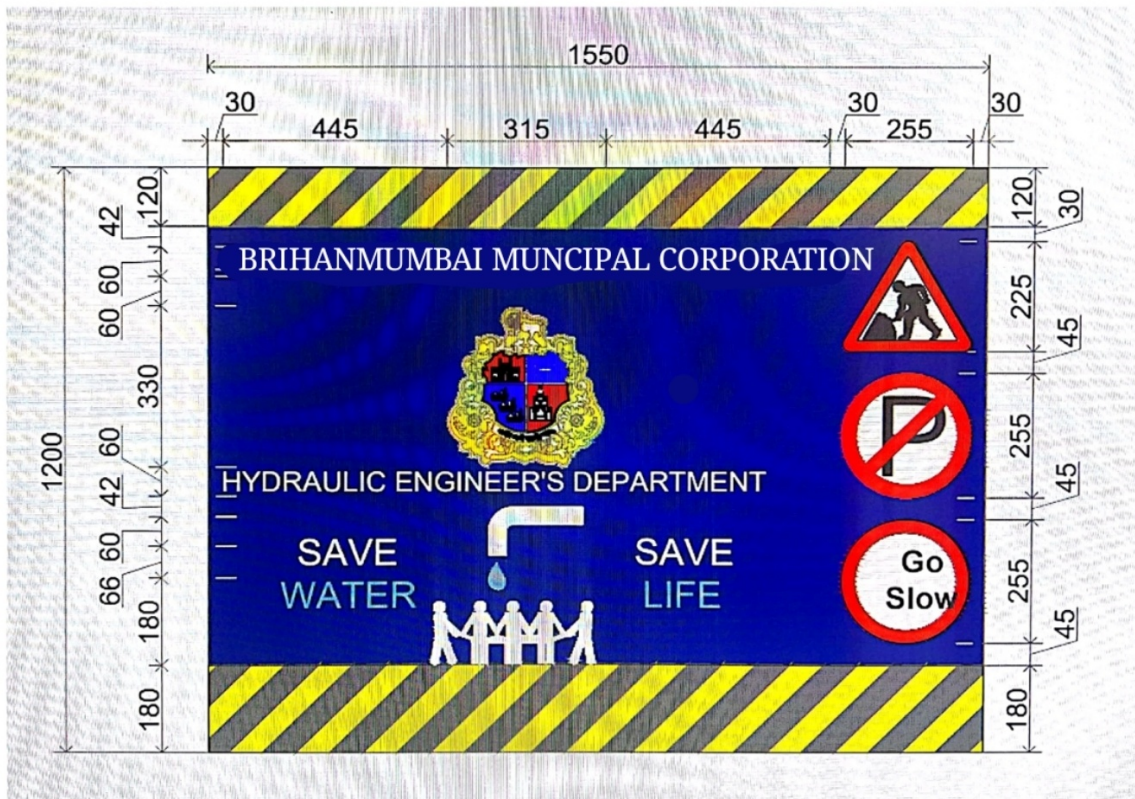 1550
30 30 30
445 315 445 255
120
42
60
60
330
60
42
60
66
180
180
1200
BRIHANMUMBAI MUNCIPAL CORPORATION
HYDRAULIC ENGINEER'S DEPARTMENT
SAVE
WATER
SAVE
LIFE
P
Go
Slow
120
30
225
45
255
45
255
45
180